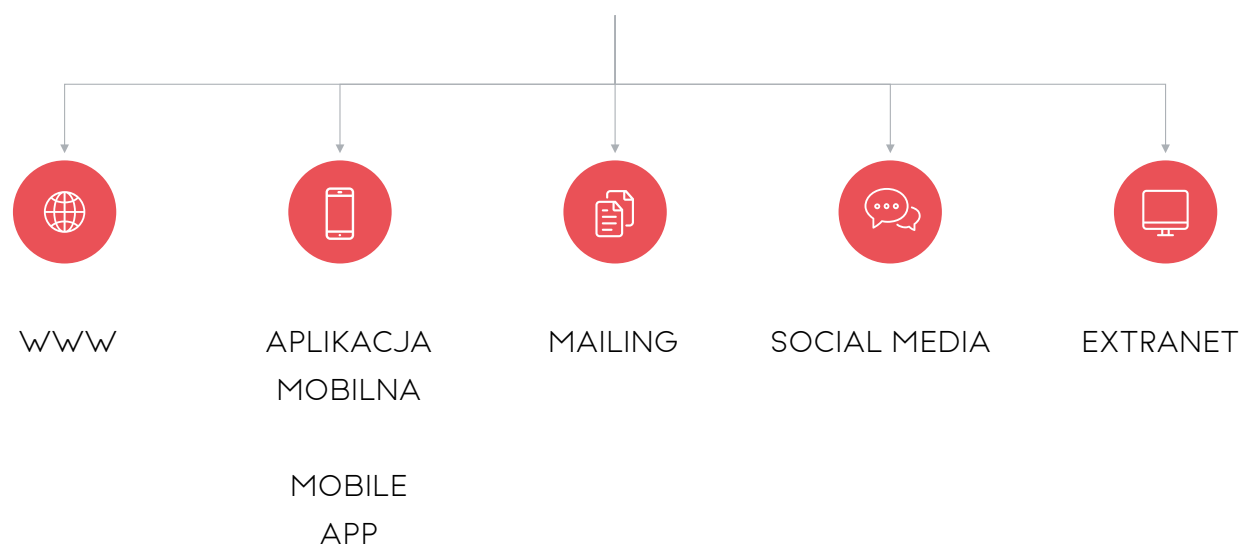 WWW
APLIKACJA
MOBILNA
MOBILE
APP
MAILING
SOCIAL MEDIA
EXTRANET